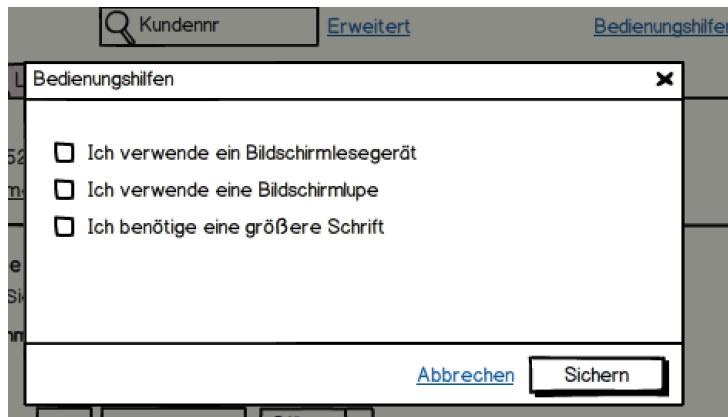 Kundennr Erweitert Bedienungshilfen
Bedienungshilfen
Ich verwende ein Bildschirmlesegerät
Ich verwende eine Bildschirmlupe
Ich benötige eine größere Schrift
Abbrechen Sichern